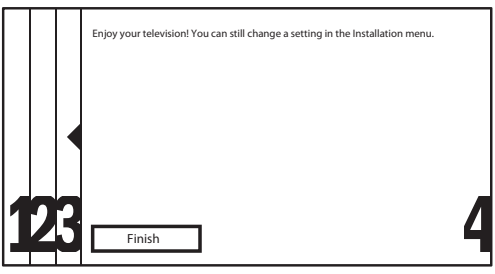 Enjoy your television! You can still change a setting in the Installation menu.
123
4
Finish